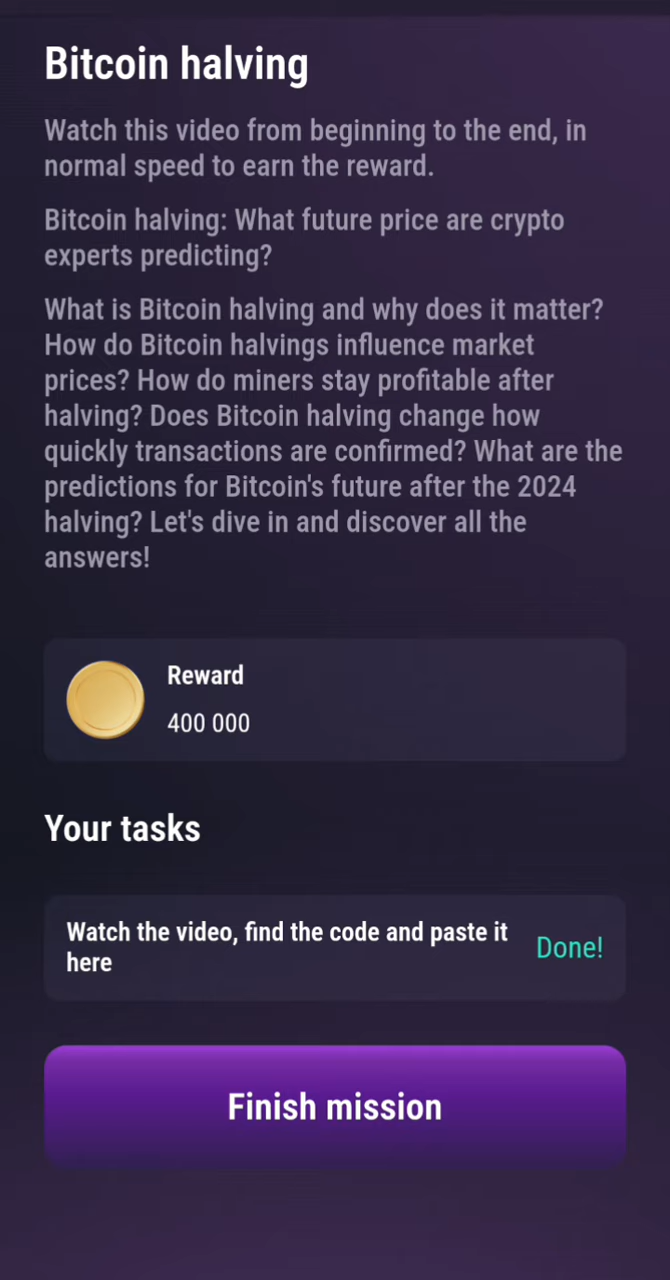 Bitcoin halving
Watch this video from beginning to the end, in
normal speed to earn the reward.
Bitcoin halving: What future price are crypto
experts predicting?
What is Bitcoin halving and why does it matter?
How do Bitcoin halvings influence market
prices? How do miners stay profitable after
halving? Does Bitcoin halving change how
quickly transactions are confirmed? What are the
predictions for Bitcoin's future after the 2024
halving? Let's dive in and discover all the
answers!
Reward
400 000
Your tasks
Watch the video, find the code and paste it
here
Done!
Finish mission